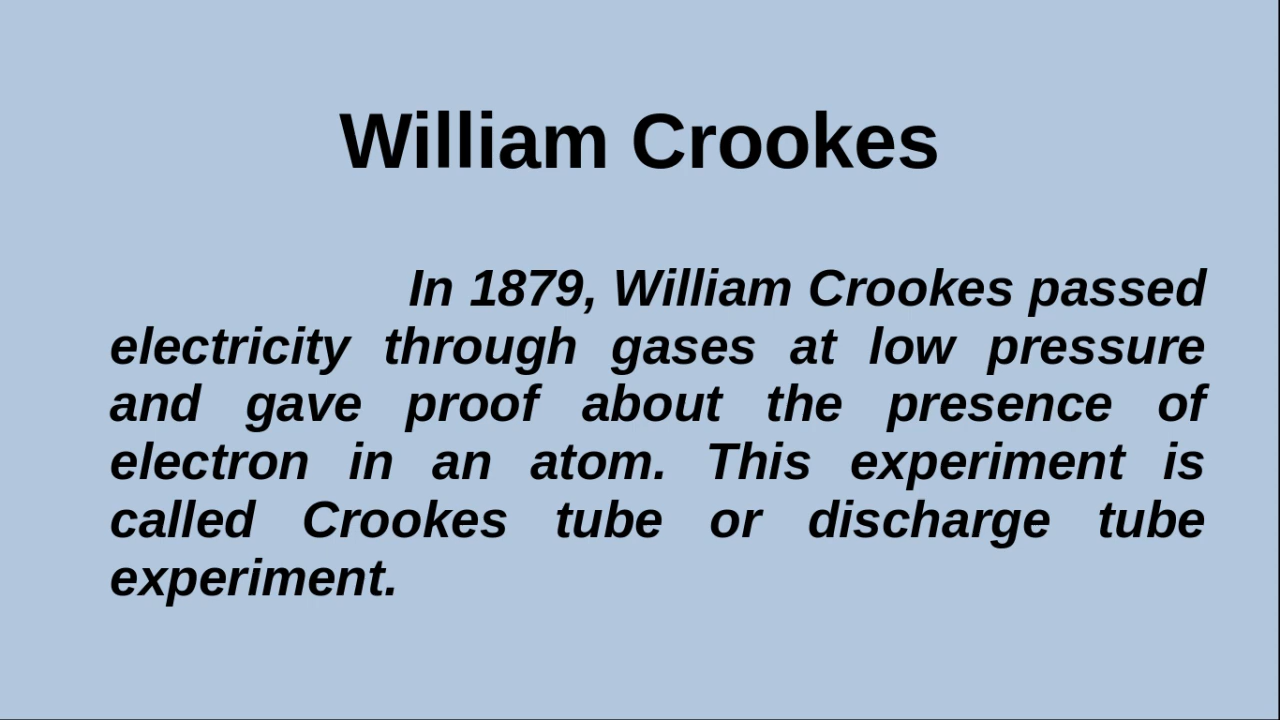 William Crookes
In 1879, William Crookes passed
electricity through gases at low pressure
and gave proof about the presence of
electron in an atom. This experiment is
called Crookes tube or discharge tube
experiment.